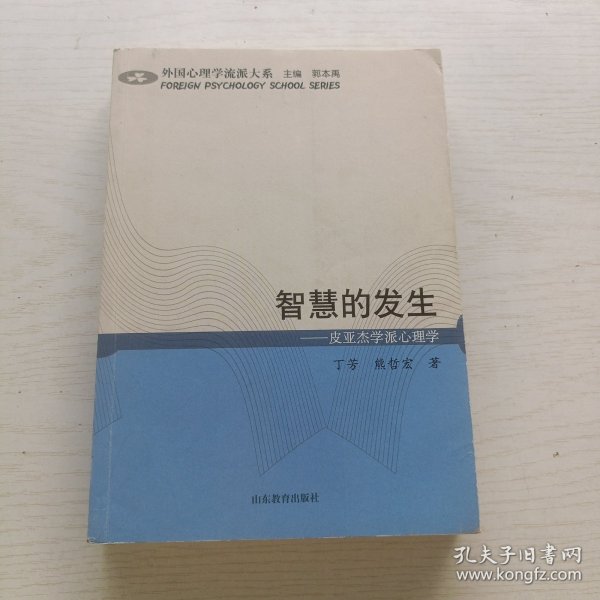 外国心理学流派大系 主编 郭本禹
FOREIGN PSYCHOLOGY SCHOOL SERIES
智慧的发生
——皮亚杰学派心理学
丁芳 熊哲宏 著
山东教育出版社
孔夫子旧书网
www.kongfz.com